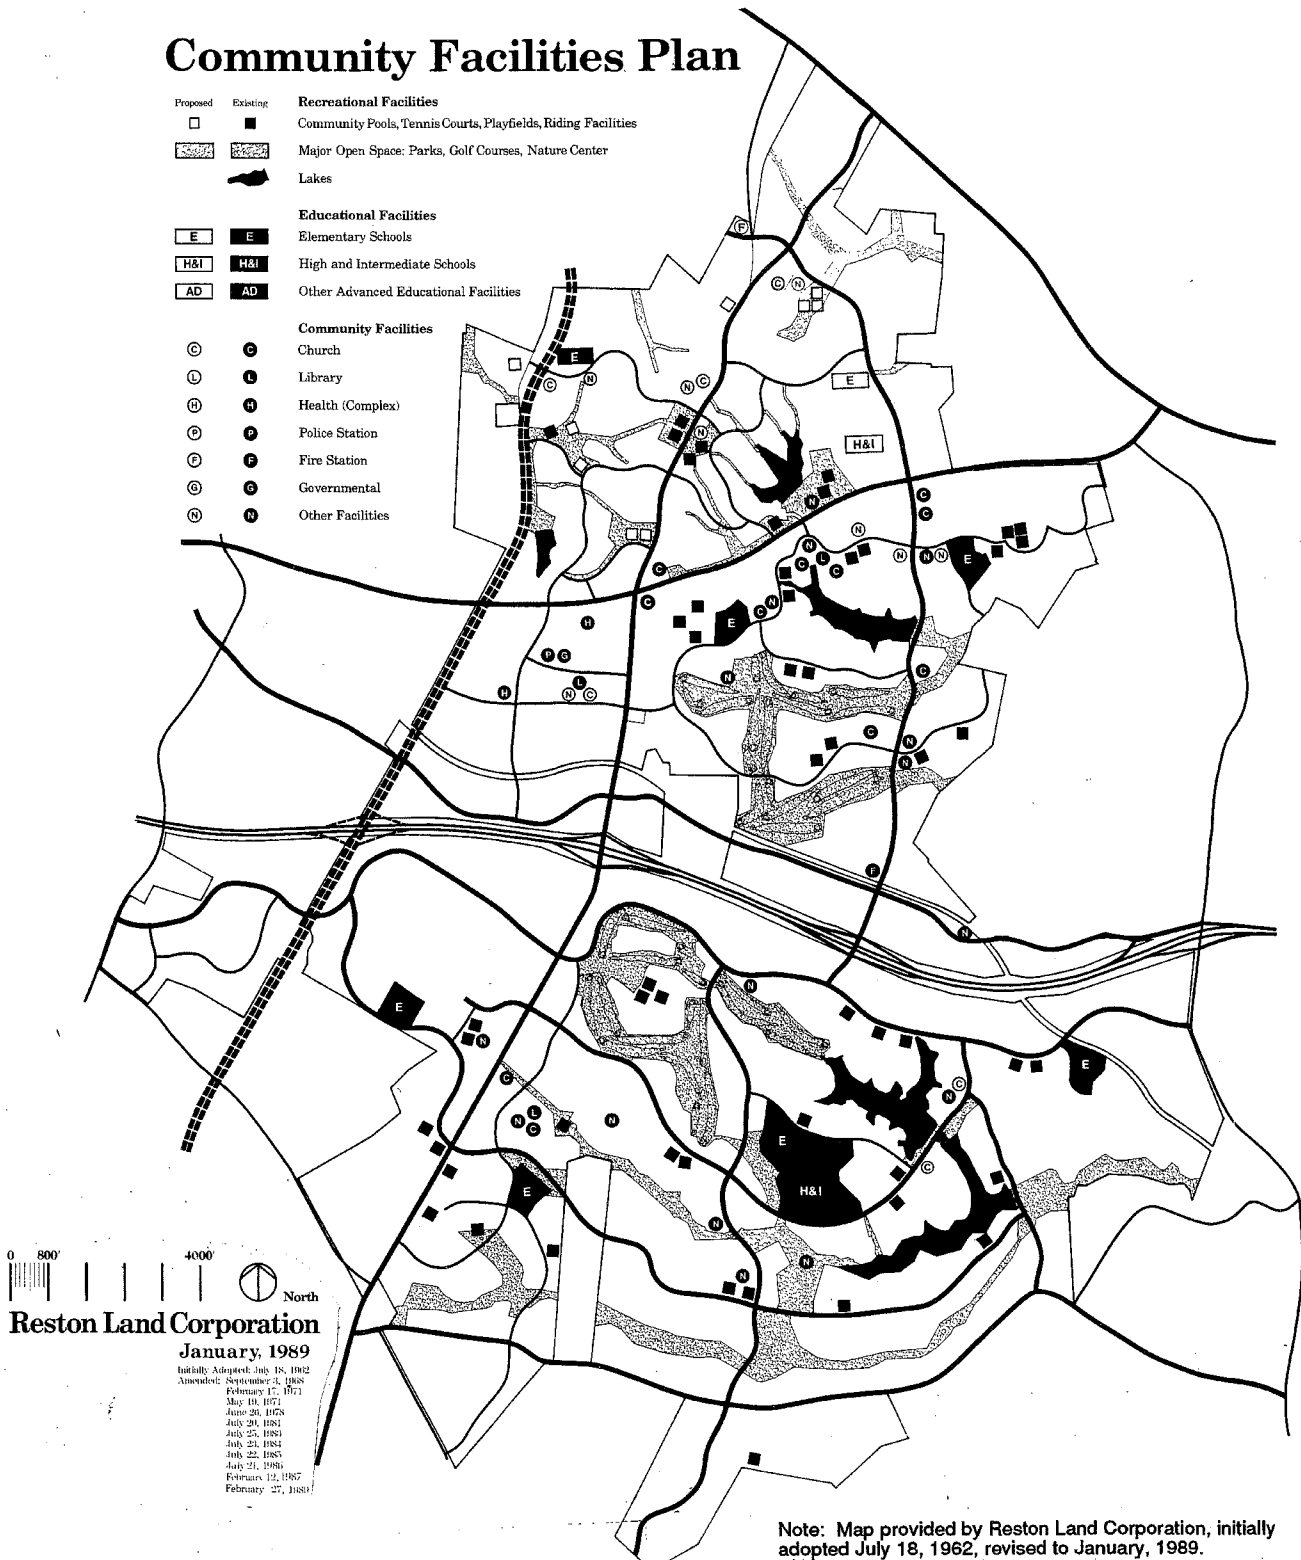 Community Facilities Plan
Proposed Existing Recreational Facilities
Community Pools, Tennis Courts, Playfields, Riding Facilities
Major Open Space: Parks, Golf Courses, Nature Center
Lakes
Educational Facilities
E E Elementary Schools
H&I H&I High and Intermediate Schools
AD AD Other Advanced Educational Facilities
Community Facilities
C C Church
L L Library
H H Health (Complex)
P P Police Station
F F Fire Station
G G Governmental
N N Other Facilities
F
C N
E
C N N C
E
N
H&I
N
C
C
N
N
N N N
E
C L
C
C
C
E
C N
H
P G
L
N C
H
N
C
C
N
N
F
N
E
N
N
E
C
N
C
L
N C
N
E
H&I
C
E
N
N
N
0 800' 4000'
North
Reston Land Corporation
January, 1989
Initially Adopted: July 18, 1962
Amended: September 3, 1968
February 17, 1971
May 19, 1971
June 26, 1978
July 20, 1981
July 25, 1983
July 23, 1984
July 22, 1985
July 21, 1986
February 12, 1987
February 27, 1989
Note: Map provided by Reston Land Corporation, initially
adopted July 18, 1962, revised to January, 1989.